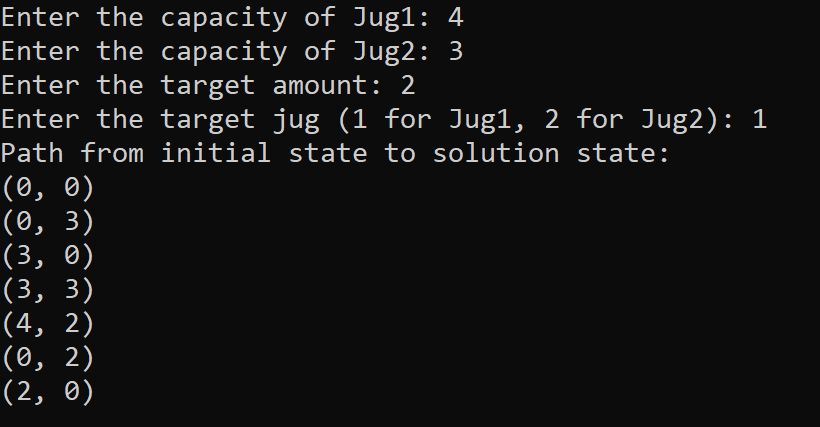 Enter the capacity of Jug1: 4
Enter the capacity of Jug2: 3
Enter the target amount: 2
Enter the target jug (1 for Jug1, 2 for Jug2): 1
Path from initial state to solution state:
(0, 0)
(0, 3)
(3, 0)
(3, 3)
(4, 2)
(0, 2)
(2, 0)